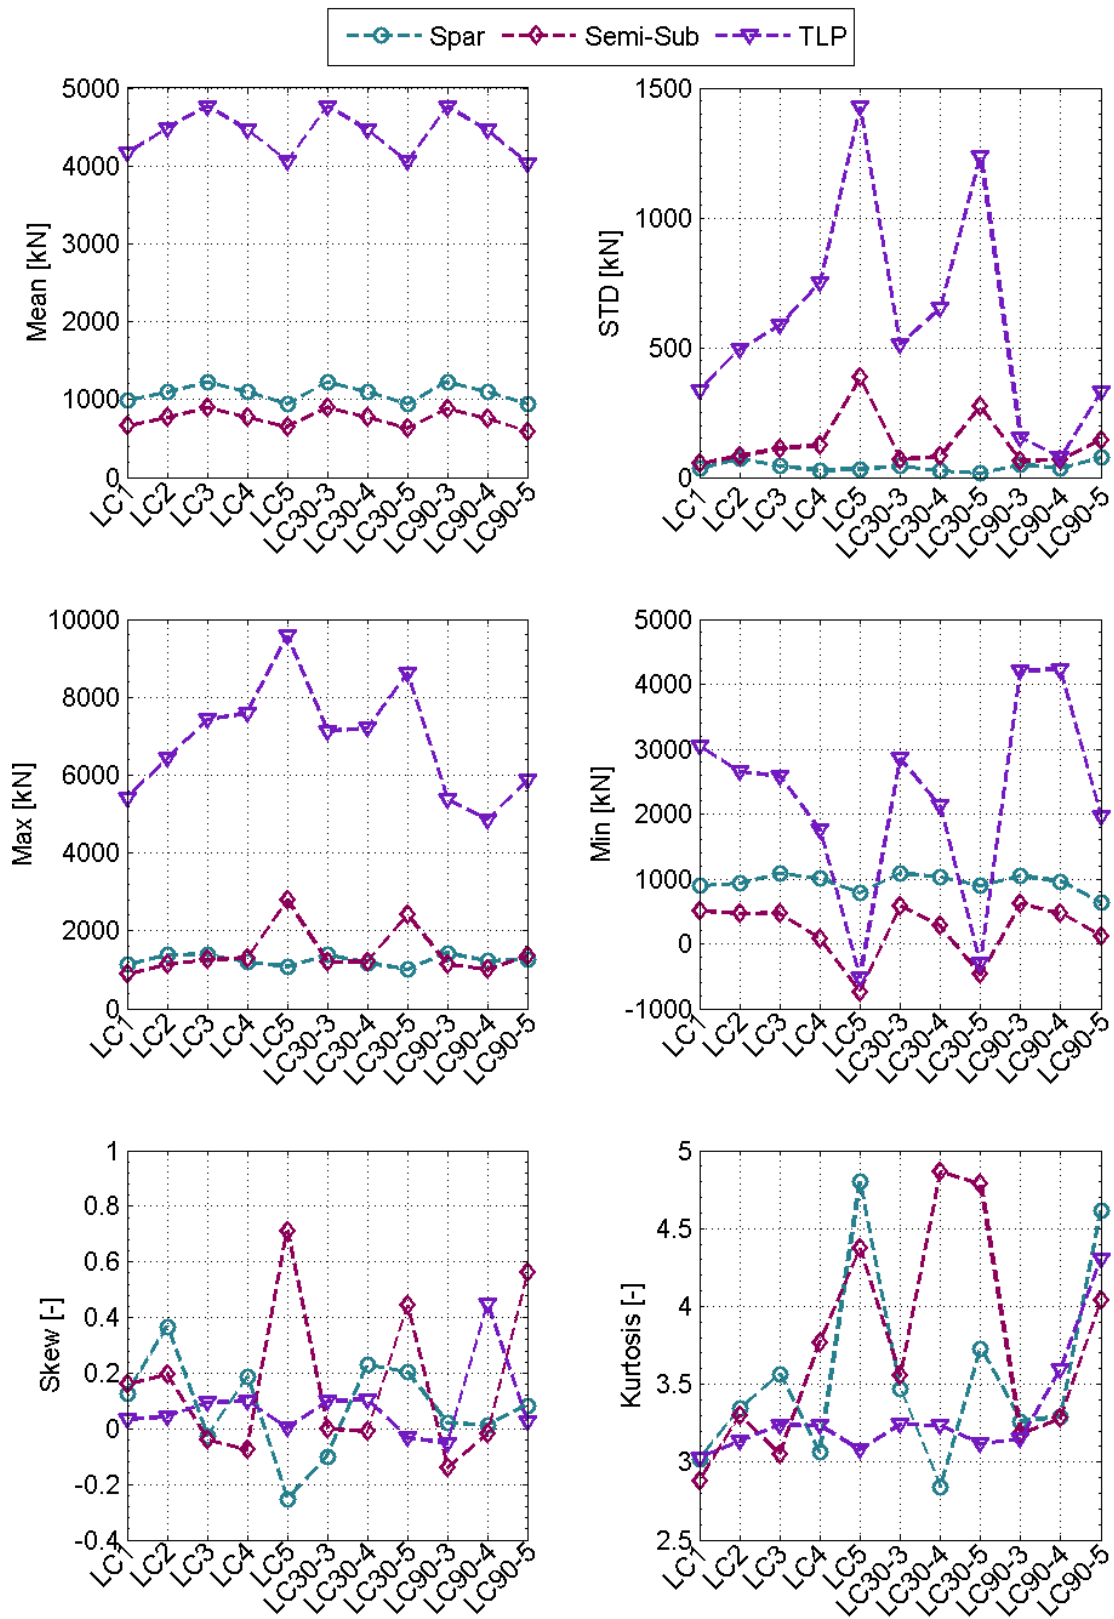 Spar Semi-Sub TLP
Mean [kN]
5000
4000
3000
2000
1000
0
LC1 LC2 LC3 LC4 LC5 LC30-3 LC30-4 LC30-5 LC90-3 LC90-4 LC90-5
STD [kN]
1500
1000
500
0
LC1 LC2 LC3 LC4 LC5 LC30-3 LC30-4 LC30-5 LC90-3 LC90-4 LC90-5
Max [kN]
10000
8000
6000
4000
2000
0
LC1 LC2 LC3 LC4 LC5 LC30-3 LC30-4 LC30-5 LC90-3 LC90-4 LC90-5
Min [kN]
5000
4000
3000
2000
1000
0
-1000
LC1 LC2 LC3 LC4 LC5 LC30-3 LC30-4 LC30-5 LC90-3 LC90-4 LC90-5
Skew [-]
1
0.8
0.6
0.4
0.2
0
-0.2
-0.4
LC1 LC2 LC3 LC4 LC5 LC30-3 LC30-4 LC30-5 LC90-3 LC90-4 LC90-5
Kurtosis [-]
5
4.5
4
3.5
3
2.5
LC1 LC2 LC3 LC4 LC5 LC30-3 LC30-4 LC30-5 LC90-3 LC90-4 LC90-5